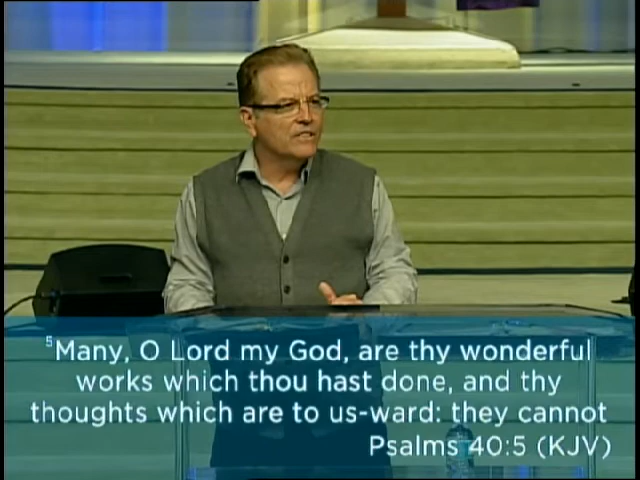 ⁵Many, O Lord my God, are thy wonderful
works which thou hast done, and thy
thoughts which are to us-ward: they cannot
Psalms 40:5 (KJV)